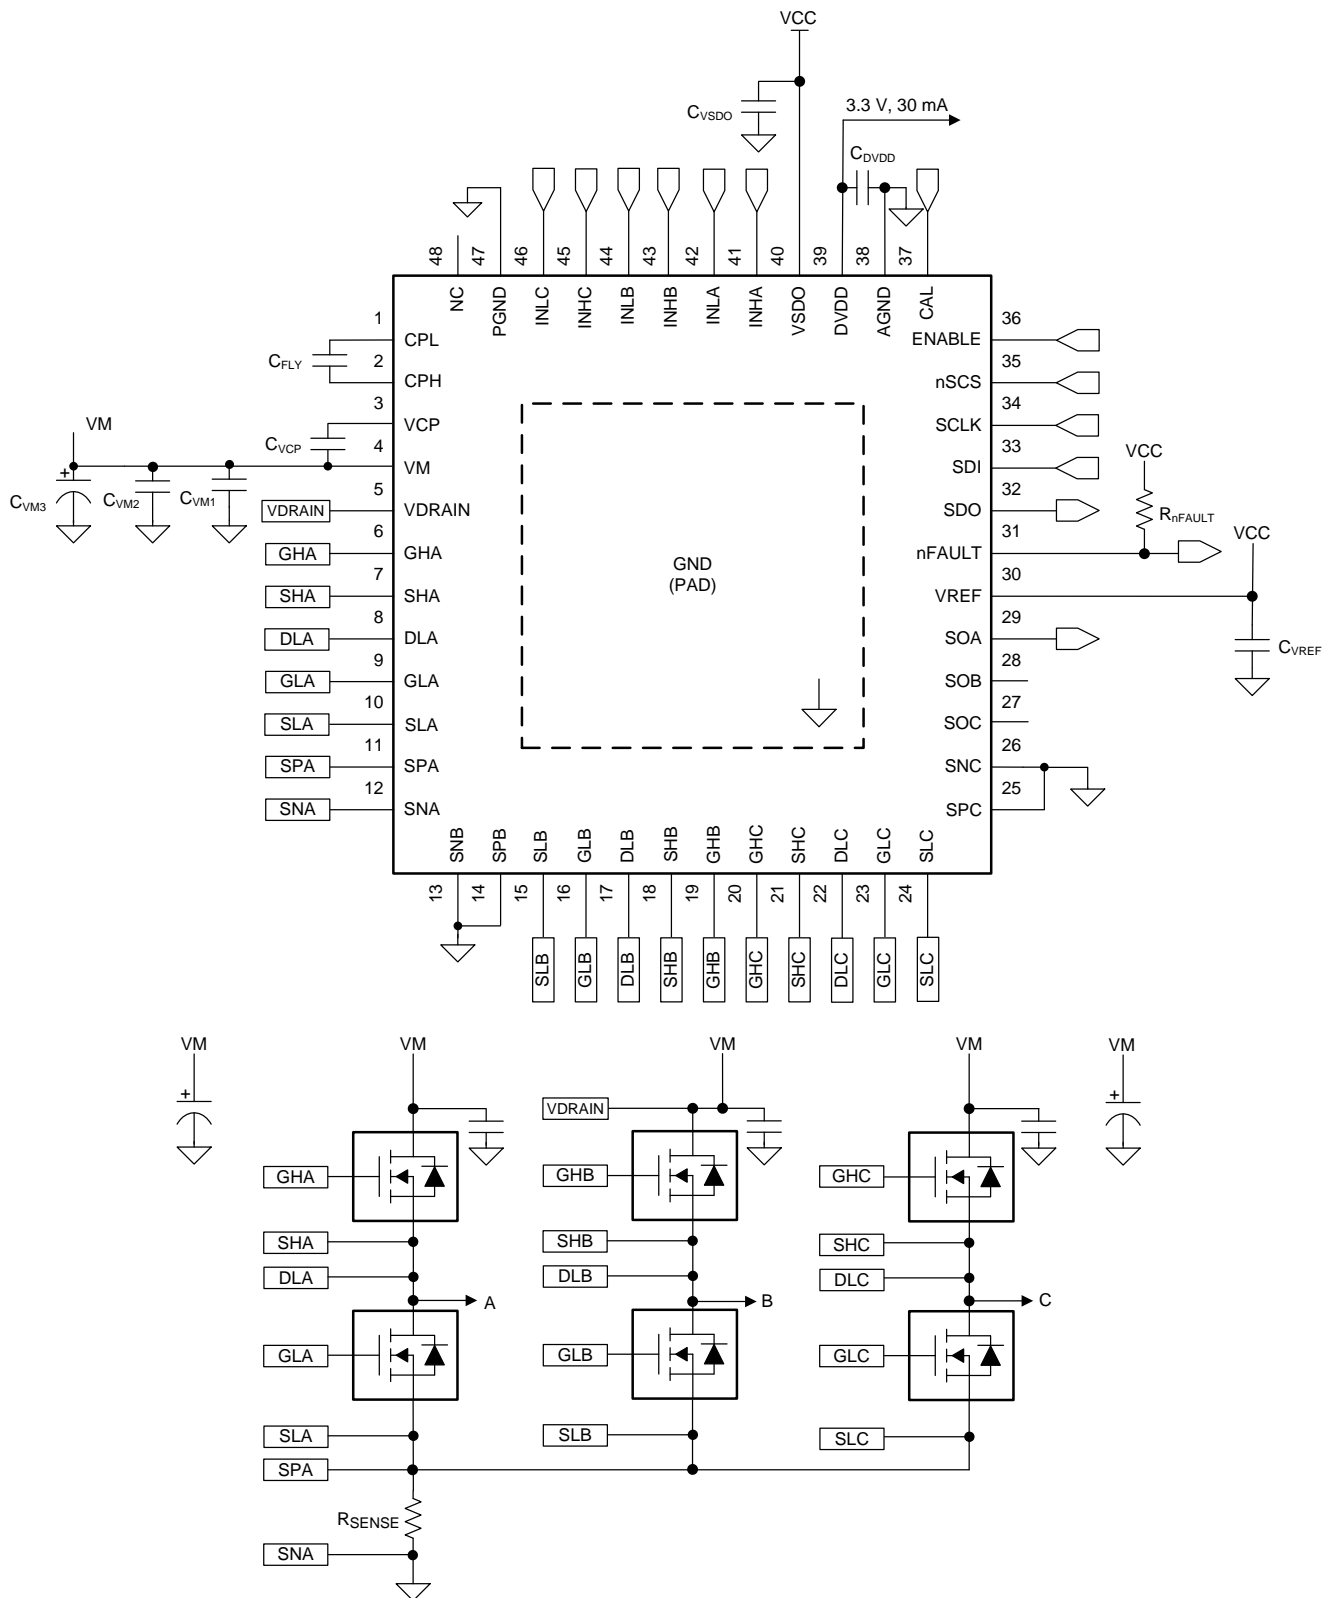 VCC
CVSDO
3.3 V, 30 mA
CDVDD
48 47 46 45 44 43 42 41 40 39 38 37
NC PGND INLC INHC INLB INHB INLA INHA VSDO DVDD AGND CAL
1 CPL
CFLY
2 CPH
3 VCP
CVCP
VM
4 VM
CVM3 CVM2 CVM1
VDRAIN 5 VDRAIN
GHA 6 GHA
SHA 7 SHA
DLA 8 DLA
GLA 9 GLA
SLA 10 SLA
SPA 11 SPA
SNA 12 SNA
GND
(PAD)
36 ENABLE
35 nSCS
34 SCLK
33 SDI
32 SDO
VCC
RnFAULT
31 nFAULT
VCC
30 VREF
29 SOA
CVREF
28 SOB
27 SOC
26 SNC
25 SPC
SNB SPB SLB GLB DLB SHB GHB GHC SHC DLC GLC SLC
13 14 15 16 17 18 19 20 21 22 23 24
SLB GLB DLB SHB GHB GHC SHC DLC GLC SLC
VM VM VM VM VM
+ +
VDRAIN
GHA GHB GHC
SHA SHB SHC
DLA DLB DLC
A B C
GLA GLB GLC
SLA SLB SLC
SPA
RSENSE
SNA